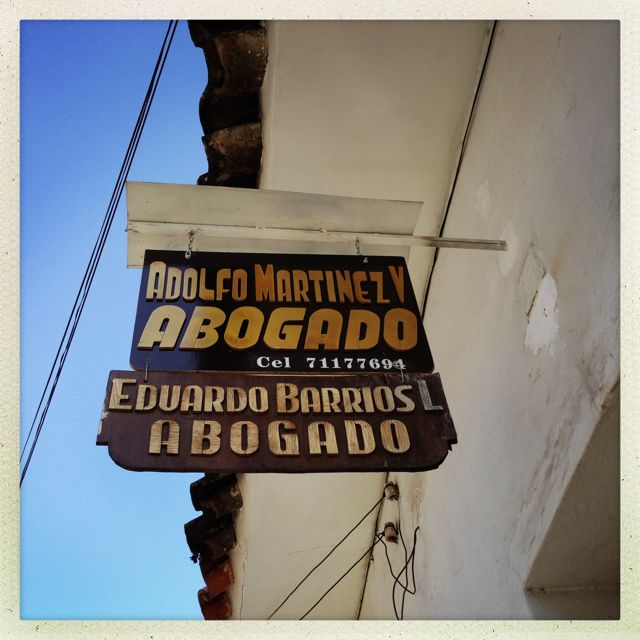 ADOLFO MARTINEZ V
ABOGADO
Cel 71177694
EDUARDO BARRIOS L
ABOGADO